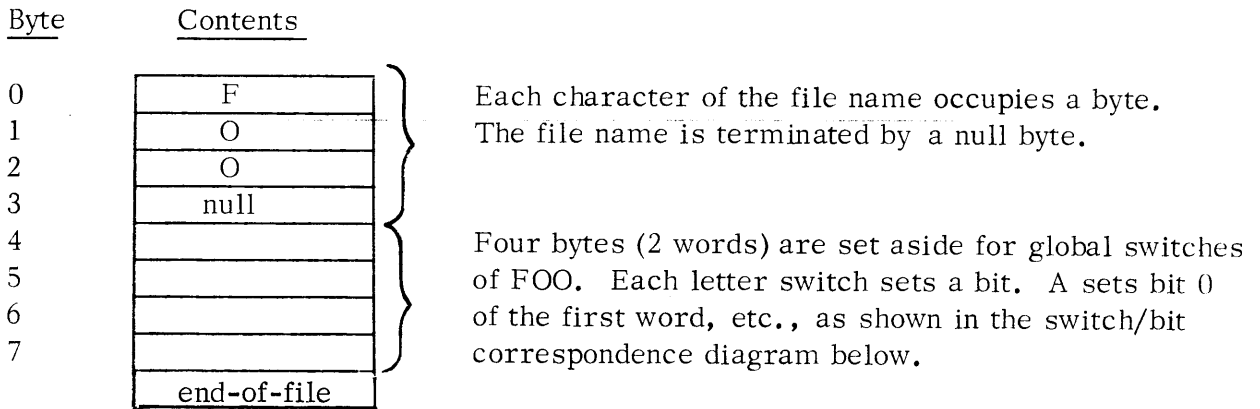 Byte Contents
0 F Each character of the file name occupies a byte.
1 O The file name is terminated by a null byte.
2 O
3 null
4 Four bytes (2 words) are set aside for global switches
5 of FOO. Each letter switch sets a bit. A sets bit 0
6 of the first word, etc., as shown in the switch/bit
7 correspondence diagram below.
end-of-file